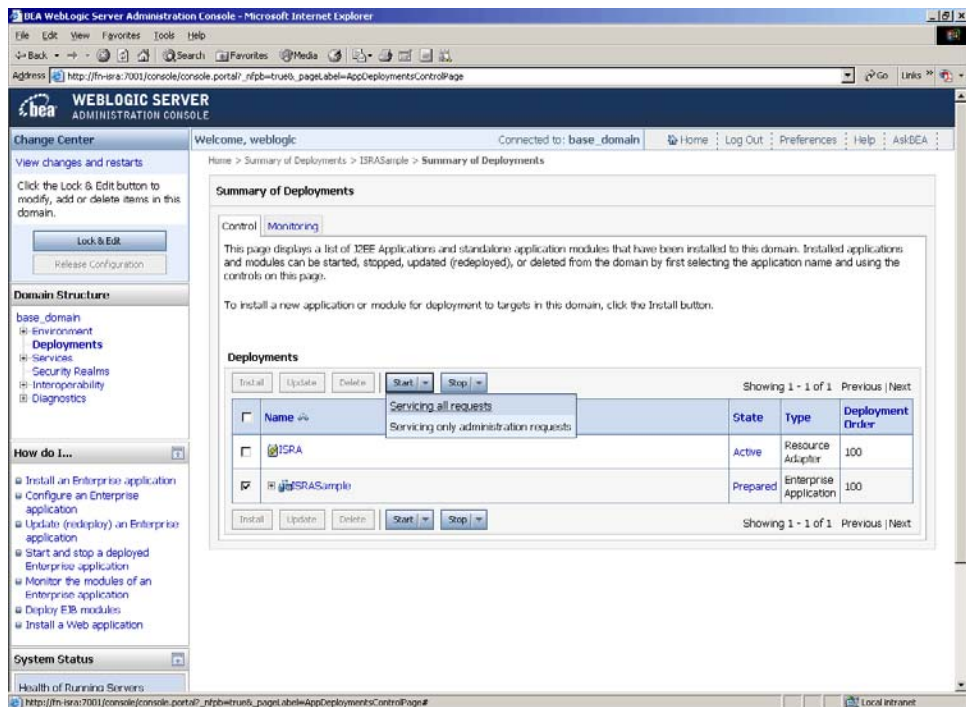 BEA WebLogic Server Administration Console - Microsoft Internet Explorer
File Edit View Favorites Tools Help
Back Search Favorites Media
Address http://fn-isra:7001/console/console.portal?_nfpb=true&_pageLabel=AppDeploymentsControlPage Go Links »
bea WEBLOGIC SERVER
ADMINISTRATION CONSOLE
Change Center
View changes and restarts
Click the Lock & Edit button to
modify, add or delete items in this
domain.
Lock & Edit
Release Configuration
Domain Structure
base_domain
Environment
Deployments
Services
Security Realms
Interoperability
Diagnostics
How do I...
Install an Enterprise application
Configure an Enterprise
application
Update (redeploy) an Enterprise
application
Start and stop a deployed
Enterprise application
Monitor the modules of an
Enterprise application
Deploy EJB modules
Install a Web application
System Status
Health of Running Servers
Welcome, weblogic Connected to: base_domain Home Log Out Preferences Help AskBEA
Home > Summary of Deployments > ISRASample > Summary of Deployments
Summary of Deployments
Control Monitoring
This page displays a list of J2EE Applications and standalone application modules that have been installed to this domain. Installed applications
and modules can be started, stopped, updated (redeployed), or deleted from the domain by first selecting the application name and using the
controls on this page.
To install a new application or module for deployment to targets in this domain, click the Install button.
Deployments
Install Update Delete Start Stop Showing 1 - 1 of 1 Previous | Next
Servicing all requests
Servicing only administration requests
Name State Type Deployment Order
ISRA Active Resource Adapter 100
ISRASample Prepared Enterprise Application 100
Install Update Delete Start Stop Showing 1 - 1 of 1 Previous | Next
http://fn-isra:7001/console/console.portal?_nfpb=true&_pageLabel=AppDeploymentsControlPage# Local intranet